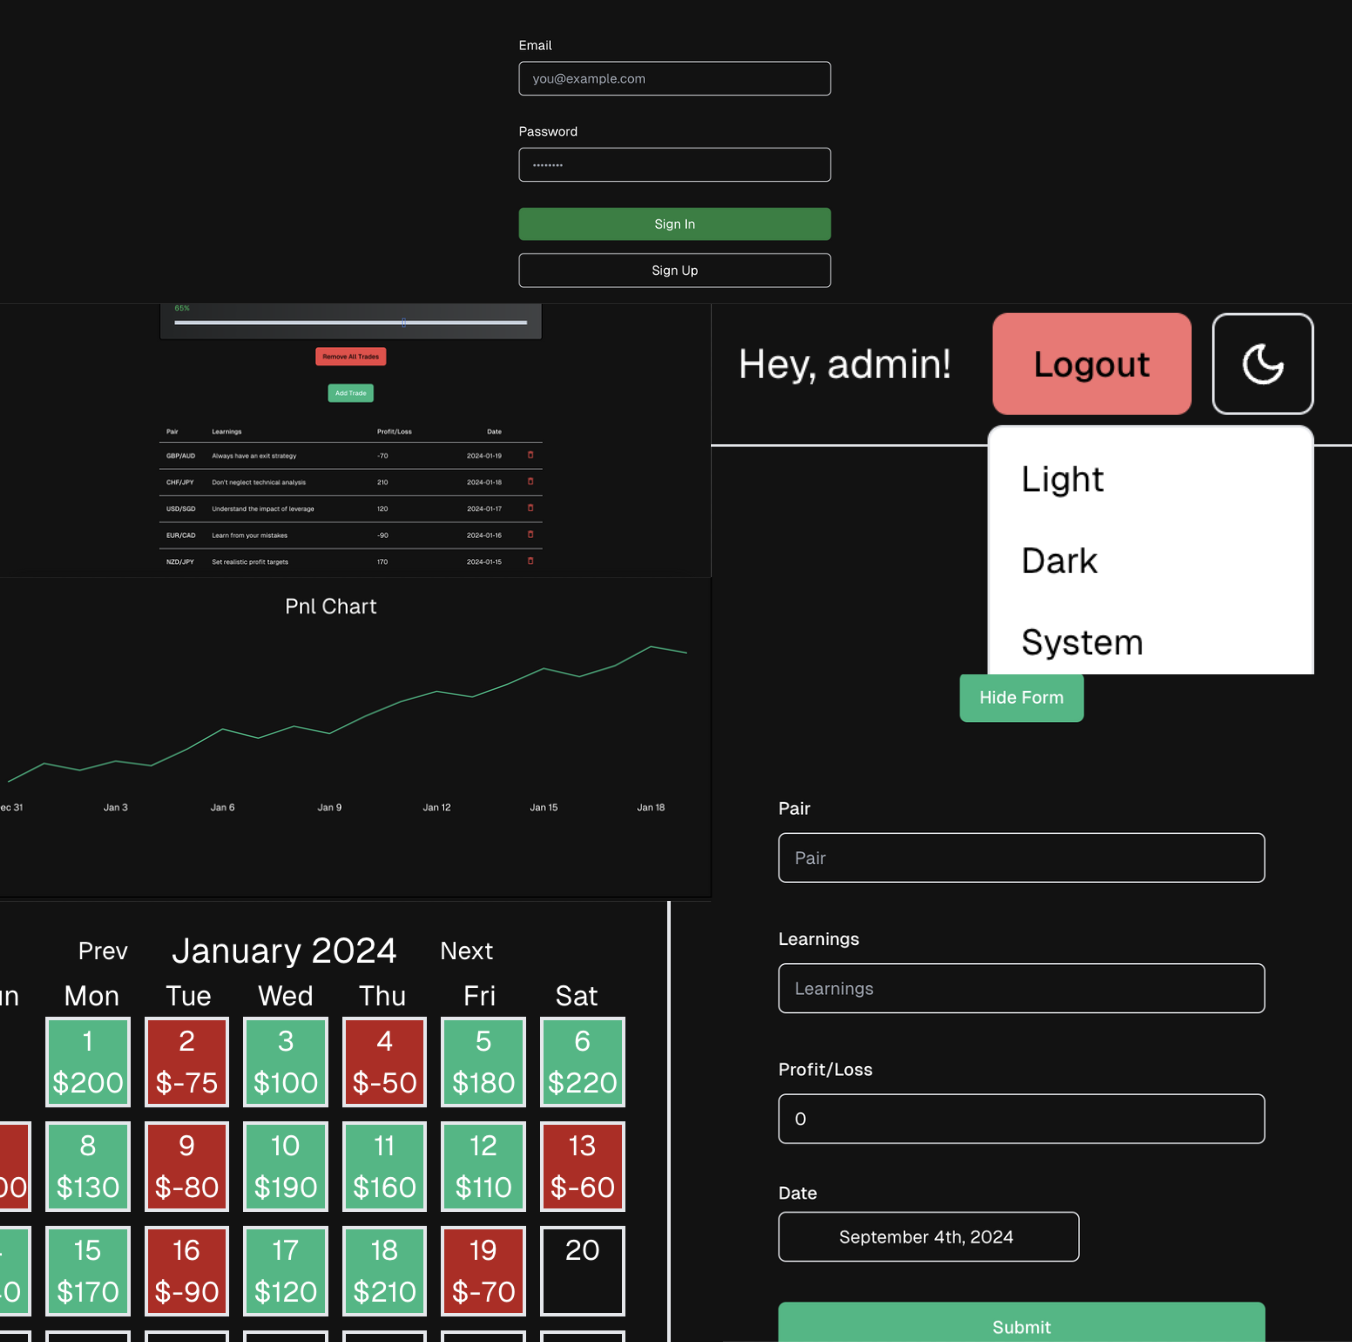 Email
you@example.com
Password
Sign In
Sign Up
65%
Remove All Trades
Add Trade
Pair Learnings Profit/Loss Date
GBP/AUD Always have an exit strategy -70 2024-01-19
CHF/JPY Don't neglect technical analysis 210 2024-01-18
USD/SGD Understand the impact of leverage 120 2024-01-17
EUR/CAD Learn from your mistakes -90 2024-01-16
NZD/JPY Set realistic profit targets 170 2024-01-15
Hey, admin! Logout
Light
Dark
System
Pnl Chart
ec 31 Jan 3 Jan 6 Jan 9 Jan 12 Jan 15 Jan 18
Prev January 2024 Next
un Mon Tue Wed Thu Fri Sat
1 2 3 4 5 6
$200 $-75 $100 $-50 $180 $220
8 9 10 11 12 13
00 $130 $-80 $190 $160 $110 $-60
15 16 17 18 19 20
40 $170 $-90 $120 $210 $-70
Hide Form
Pair
Pair
Learnings
Learnings
Profit/Loss
0
Date
September 4th, 2024
Submit